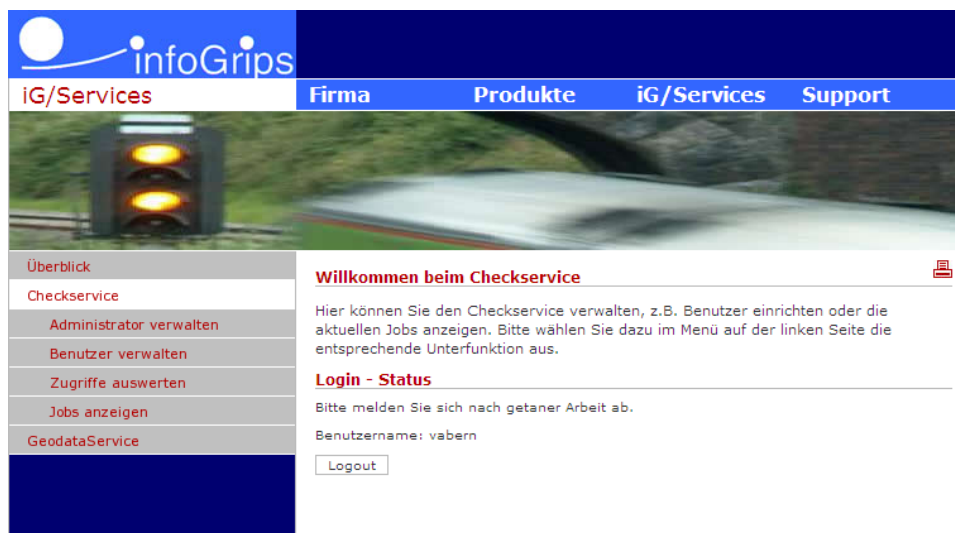 infoGrips
iG/Services
Firma Produkte iG/Services Support
Überblick
Checkservice
Administrator verwalten
Benutzer verwalten
Zugriffe auswerten
Jobs anzeigen
GeodataService
Willkommen beim Checkservice
Hier können Sie den Checkservice verwalten, z.B. Benutzer einrichten oder die
aktuellen Jobs anzeigen. Bitte wählen Sie dazu im Menü auf der linken Seite die
entsprechende Unterfunktion aus.
Login - Status
Bitte melden Sie sich nach getaner Arbeit ab.
Benutzername: vabern
Logout